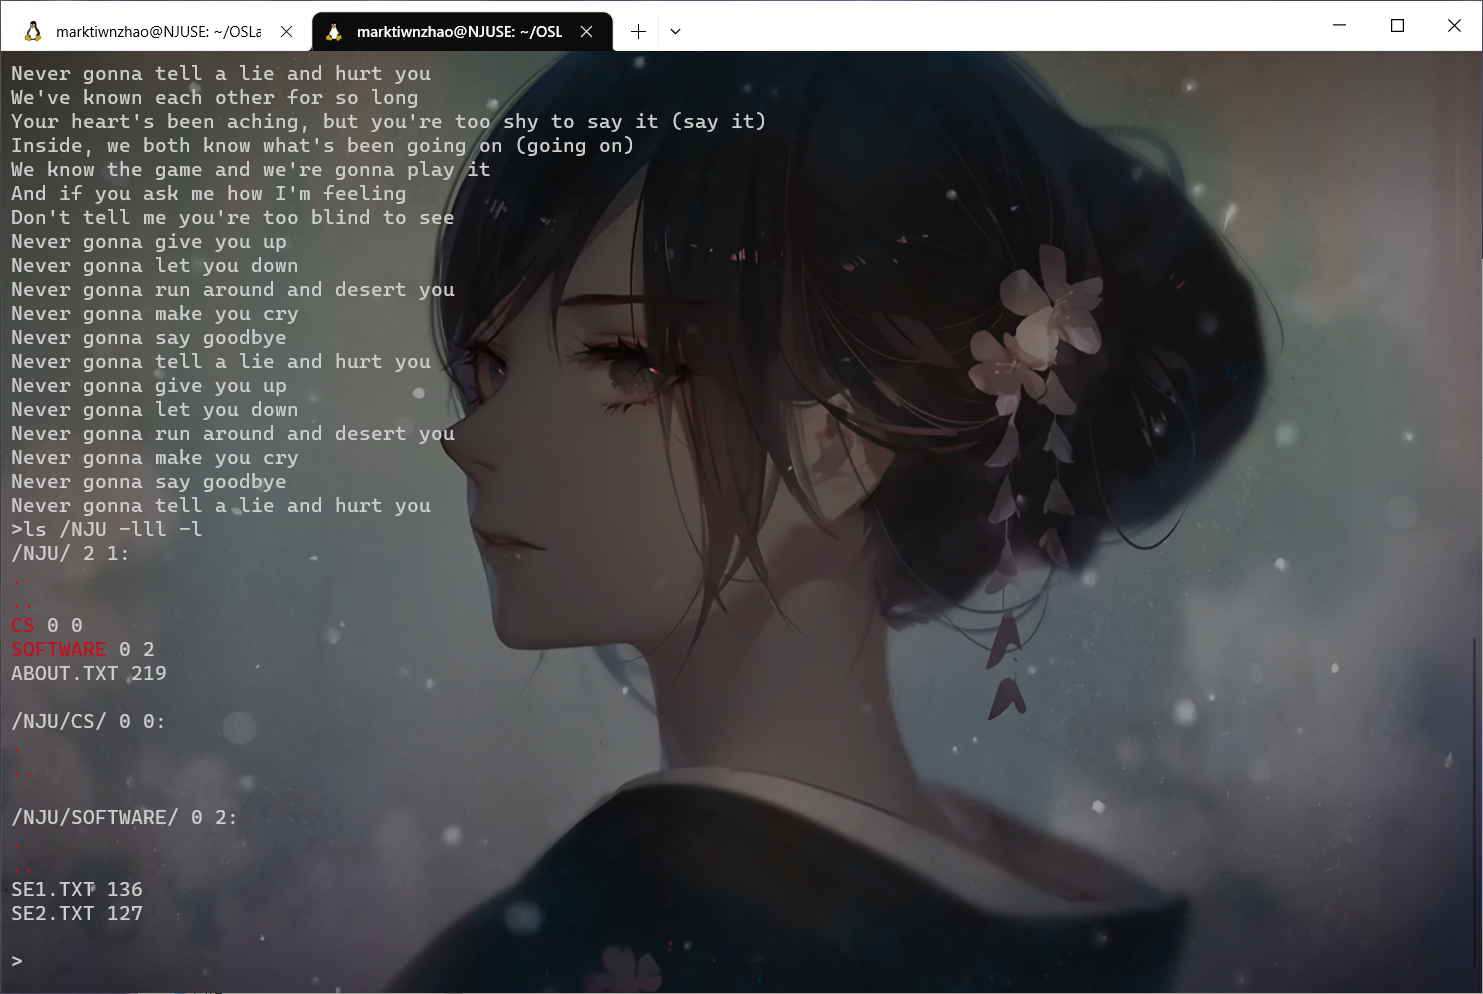 marktiwnzhao@NJUSE: ~/OSLa
marktiwnzhao@NJUSE: ~/OSL
Never gonna tell a lie and hurt you
We've known each other for so long
Your heart's been aching, but you're too shy to say it (say it)
Inside, we both know what's been going on (going on)
We know the game and we're gonna play it
And if you ask me how I'm feeling
Don't tell me you're too blind to see
Never gonna give you up
Never gonna let you down
Never gonna run around and desert you
Never gonna make you cry
Never gonna say goodbye
Never gonna tell a lie and hurt you
Never gonna give you up
Never gonna let you down
Never gonna run around and desert you
Never gonna make you cry
Never gonna say goodbye
Never gonna tell a lie and hurt you
>ls /NJU -lll -l
/NJU/ 2 1:
.
..
CS 0 0
SOFTWARE 0 2
ABOUT.TXT 219
/NJU/CS/ 0 0:
.
..
/NJU/SOFTWARE/ 0 2:
.
..
SE1.TXT 136
SE2.TXT 127
>